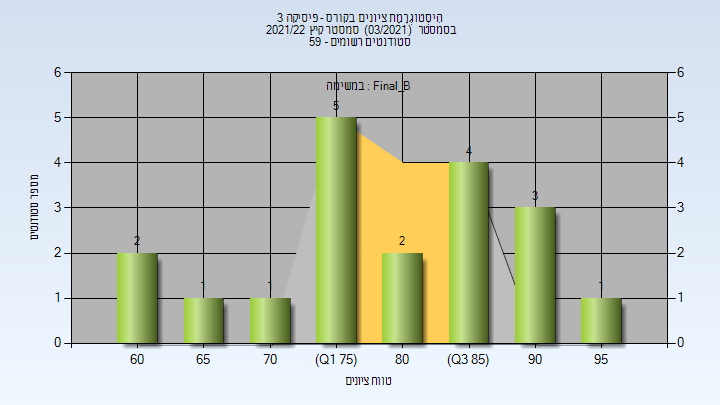 היסטוגרמת ציונים בקורס - פיסיקה 3
בסמסטר (03/2021) סמסטר קיץ 2021/22
סטודנטים רשומים - 59
במשימה : Final_B
6 6
5 5
4 4
3 3
2 2
1 1
0 0
2 1 1 5 2 4 3 1
מספר סטודנטים
60 65 70 (Q1 75) 80 (Q3 85) 90 95
טווח ציונים